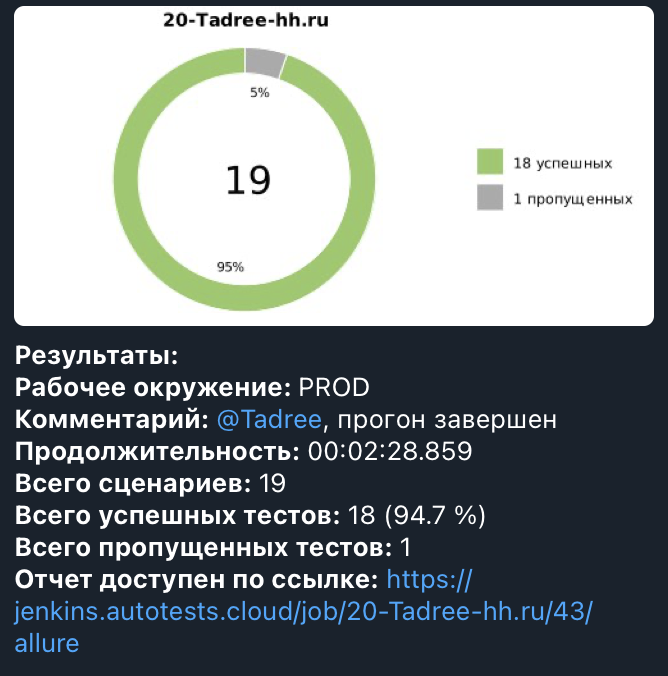 20-Tadree-hh.ru
5%
19
95%
18 успешных
1 пропущенных
Результаты:
Рабочее окружение: PROD
Комментарий: @Tadree, прогон завершен
Продолжительность: 00:02:28.859
Всего сценариев: 19
Всего успешных тестов: 18 (94.7 %)
Всего пропущенных тестов: 1
Отчет доступен по ссылке: https://
jenkins.autotests.cloud/job/20-Tadree-hh.ru/43/
allure